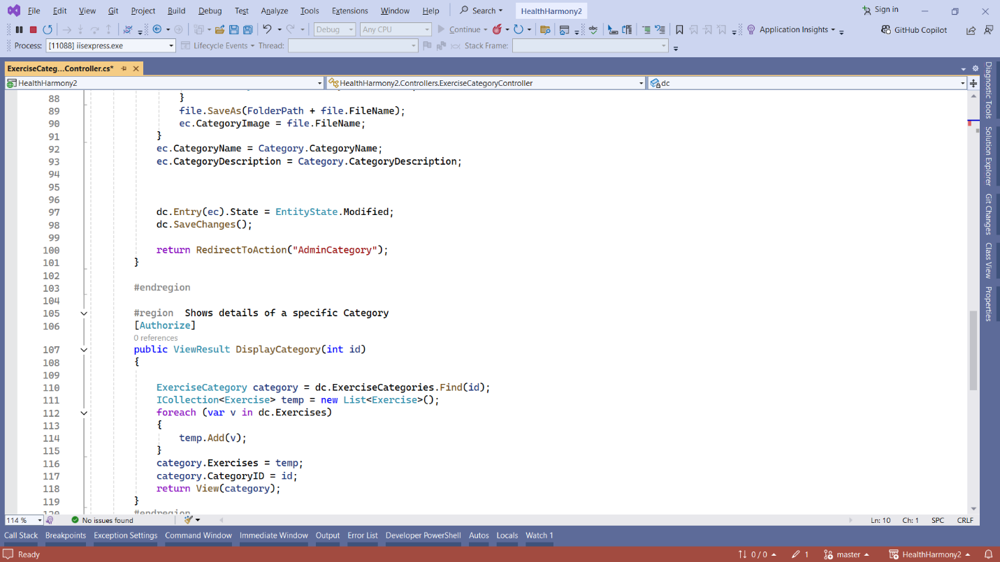 File Edit View Git Project Build Debug Test Analyze Tools Extensions Window Help Search HealthHarmony2 Sign in
Debug Any CPU Continue Application Insights GitHub Copilot
Process: [11088] iisexpress.exe Lifecycle Events Thread: Stack Frame:
ExerciseCateg...Controller.cs*
HealthHarmony2 HealthHarmony2.Controllers.ExerciseCategoryController dc
88 }
89 file.SaveAs(FolderPath + file.FileName);
90 ec.CategoryImage = file.FileName;
91 }
92 ec.CategoryName = Category.CategoryName;
93 ec.CategoryDescription = Category.CategoryDescription;
94
95
96
97 dc.Entry(ec).State = EntityState.Modified;
98 dc.SaveChanges();
99
100 return RedirectToAction("AdminCategory");
101 }
102
103 #endregion
104
105 #region Shows details of a specific Category
106 [Authorize]
0 references
107 public ViewResult DisplayCategory(int id)
108 {
109
110 ExerciseCategory category = dc.ExerciseCategories.Find(id);
111 ICollection<Exercise> temp = new List<Exercise>();
112 foreach (var v in dc.Exercises)
113 {
114 temp.Add(v);
115 }
116 category.Exercises = temp;
117 category.CategoryID = id;
118 return View(category);
119 }
120 #endregion
Diagnostic Tools
Solution Explorer
Git Changes
Class View
Properties
114 % No issues found Ln: 10 Ch: 1 SPC CRLF
Call Stack Breakpoints Exception Settings Command Window Immediate Window Output Error List Developer PowerShell Autos Locals Watch 1
Ready 0 / 0 1 master HealthHarmony2